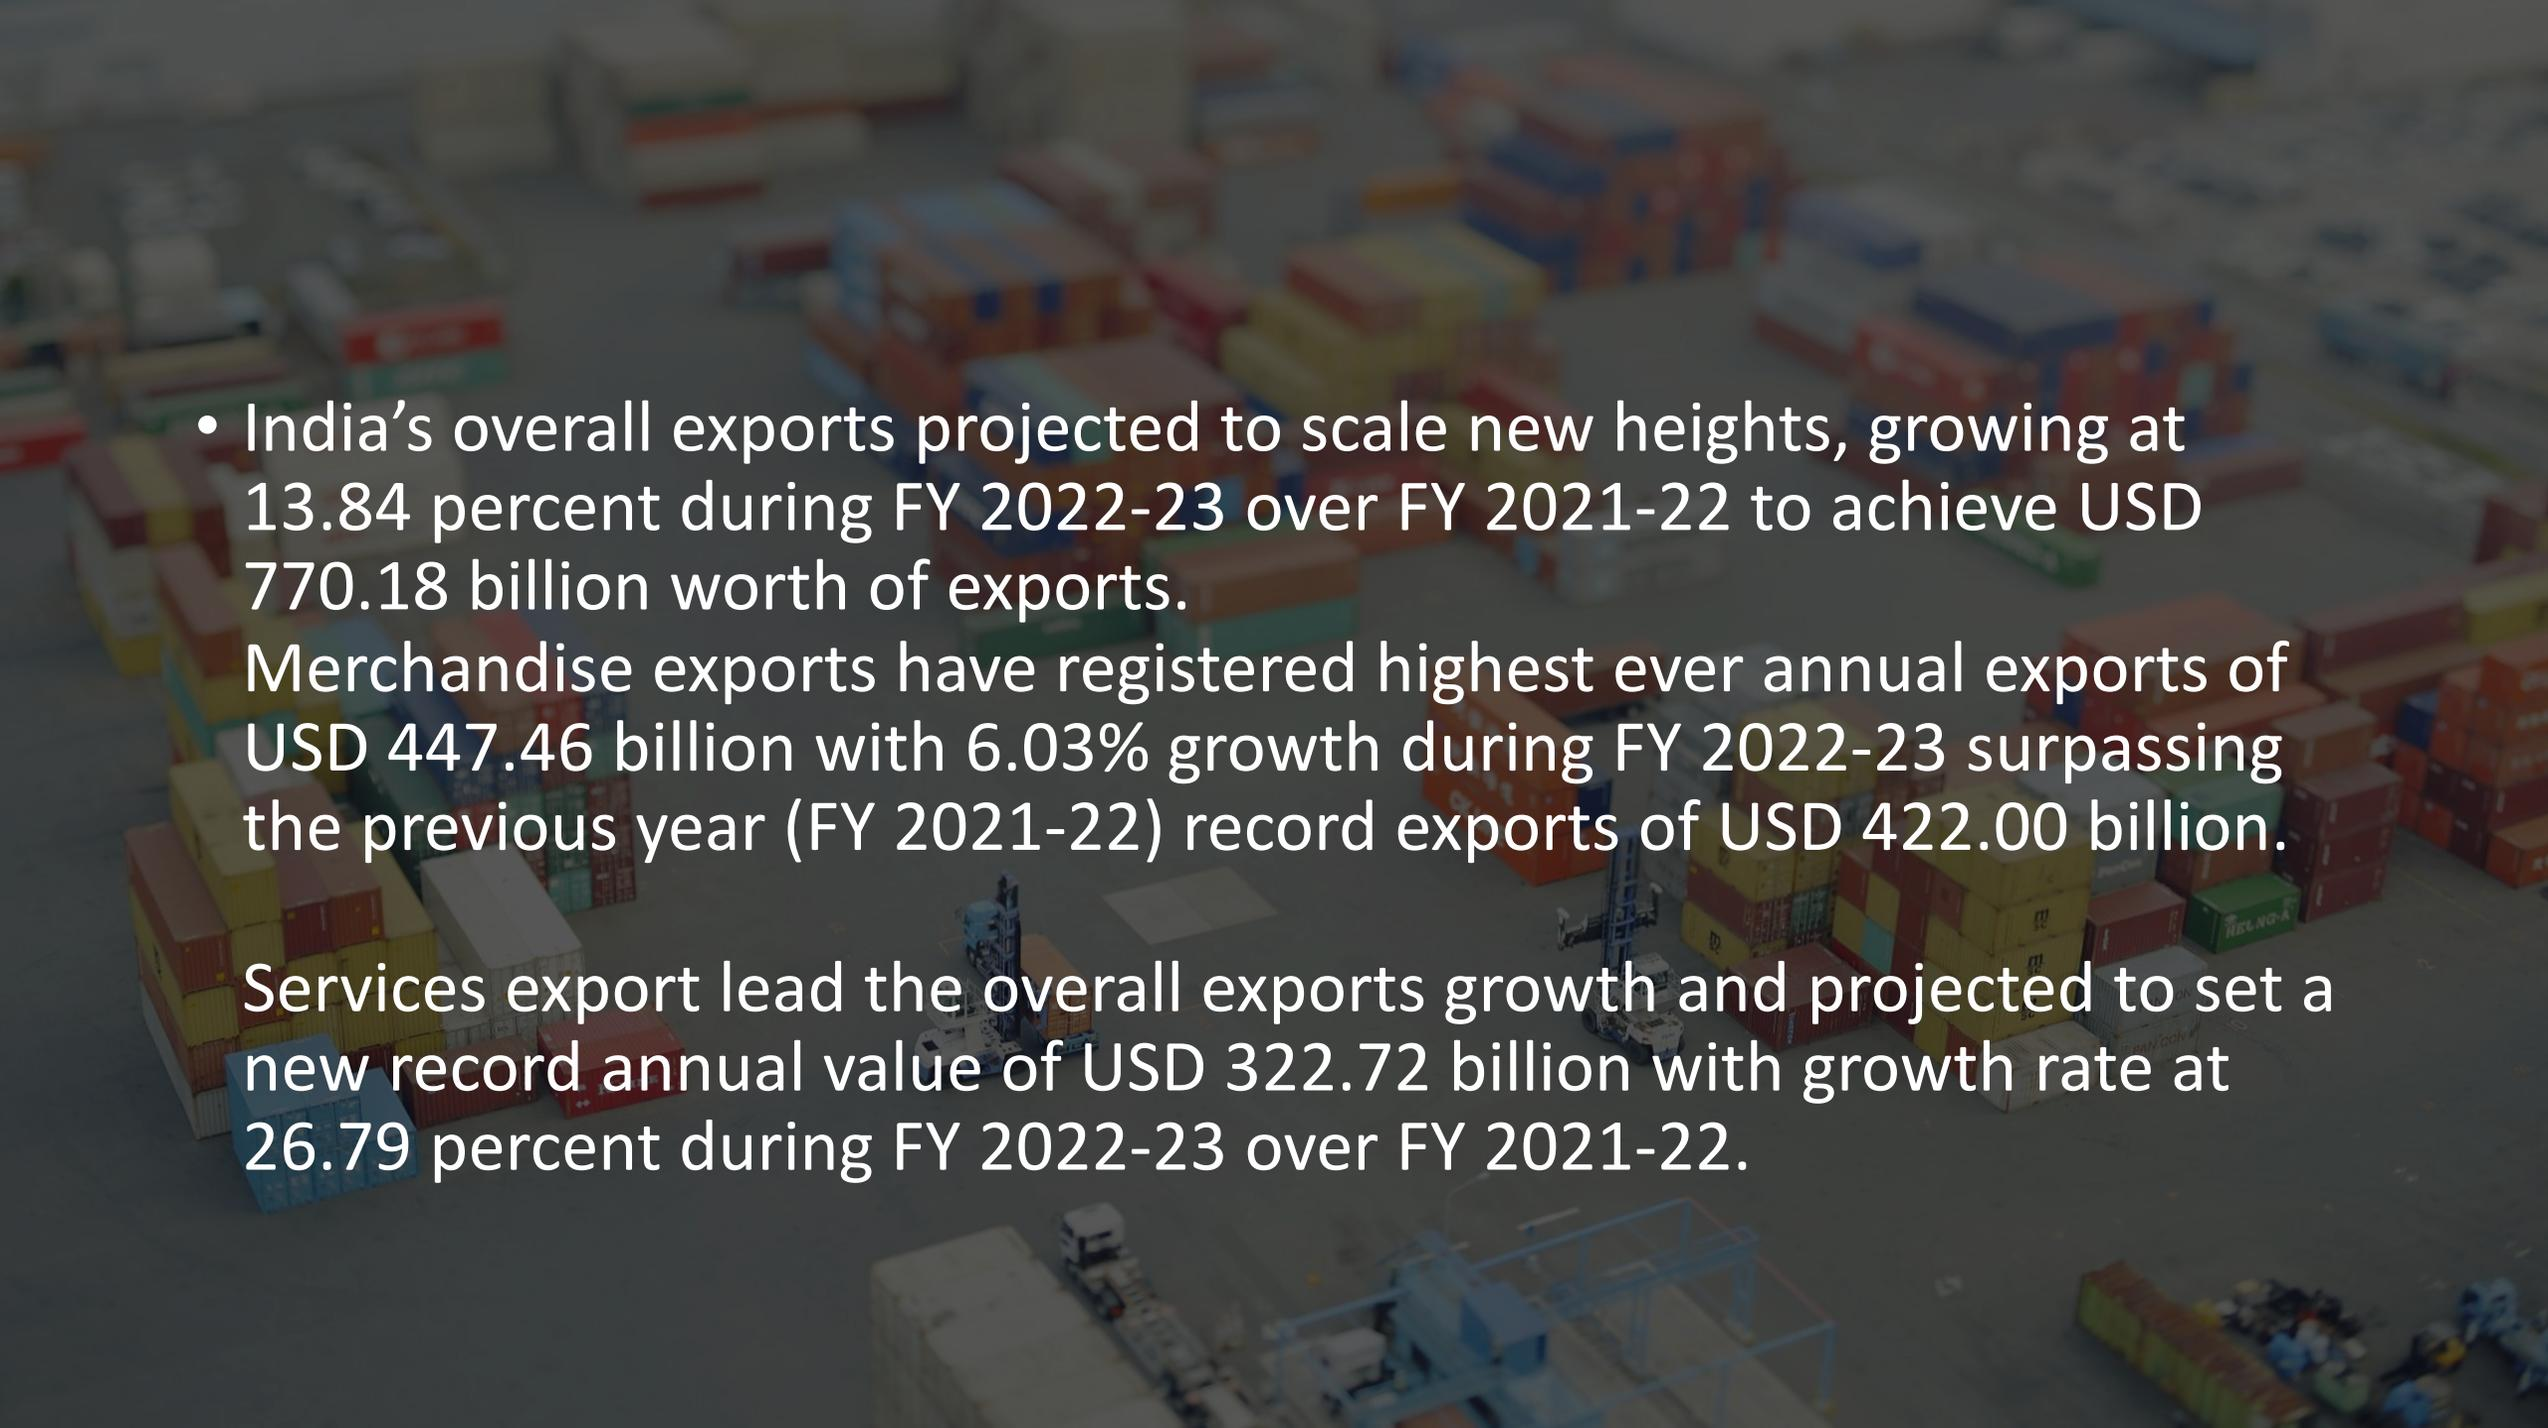 • India’s overall exports projected to scale new heights, growing at
13.84 percent during FY 2022-23 over FY 2021-22 to achieve USD
770.18 billion worth of exports.
Merchandise exports have registered highest ever annual exports of
USD 447.46 billion with 6.03% growth during FY 2022-23 surpassing
the previous year (FY 2021-22) record exports of USD 422.00 billion.
Services export lead the overall exports growth and projected to set a
new record annual value of USD 322.72 billion with growth rate at
26.79 percent during FY 2022-23 over FY 2021-22.